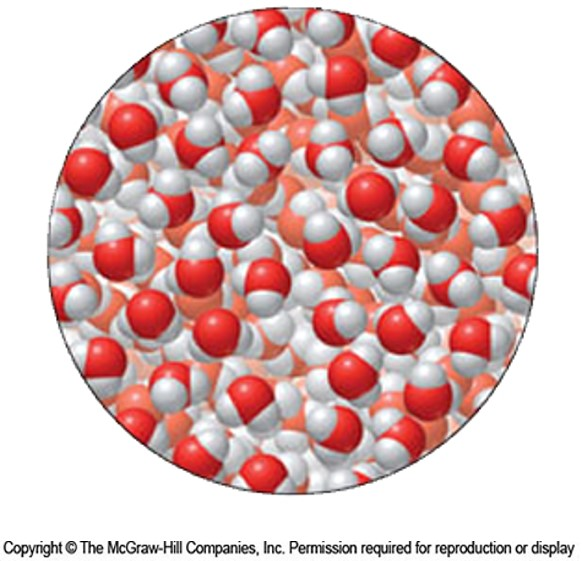 Copyright © The McGraw-Hill Companies, Inc. Permission required for reproduction or display